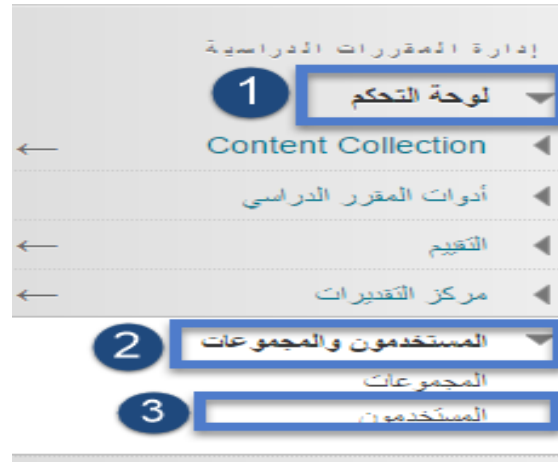 إدارة المقررات الدراسية
1 لوحة التحكم
Content Collection
أدوات المقرر الدراسي
التقييم
مركز التقديرات
2 المستخدمون والمجموعات
المجموعات
3 المستخدمون